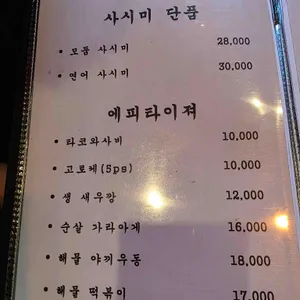 사시미 단품
• 모듬 사시미 28,000
• 연어 사시미 30,000
에피타이져
• 타코와사비 10,000
• 고로케(5ps) 10,000
• 생 새우깡 12,000
• 순살 가라아게 16,000
• 해물 야끼우동 18,000
• 해물 떡볶이 17,000